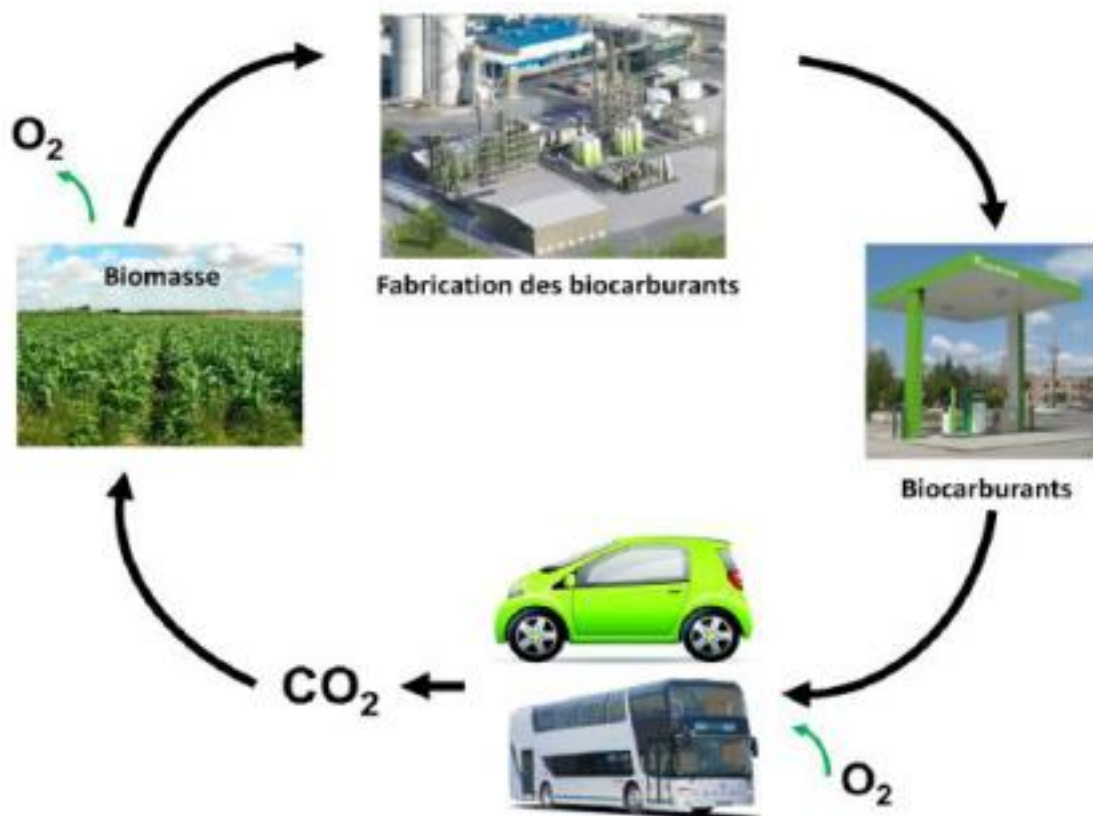 O₂
Biomasse
Fabrication des biocarburants
Biocarburants
CO₂
O₂